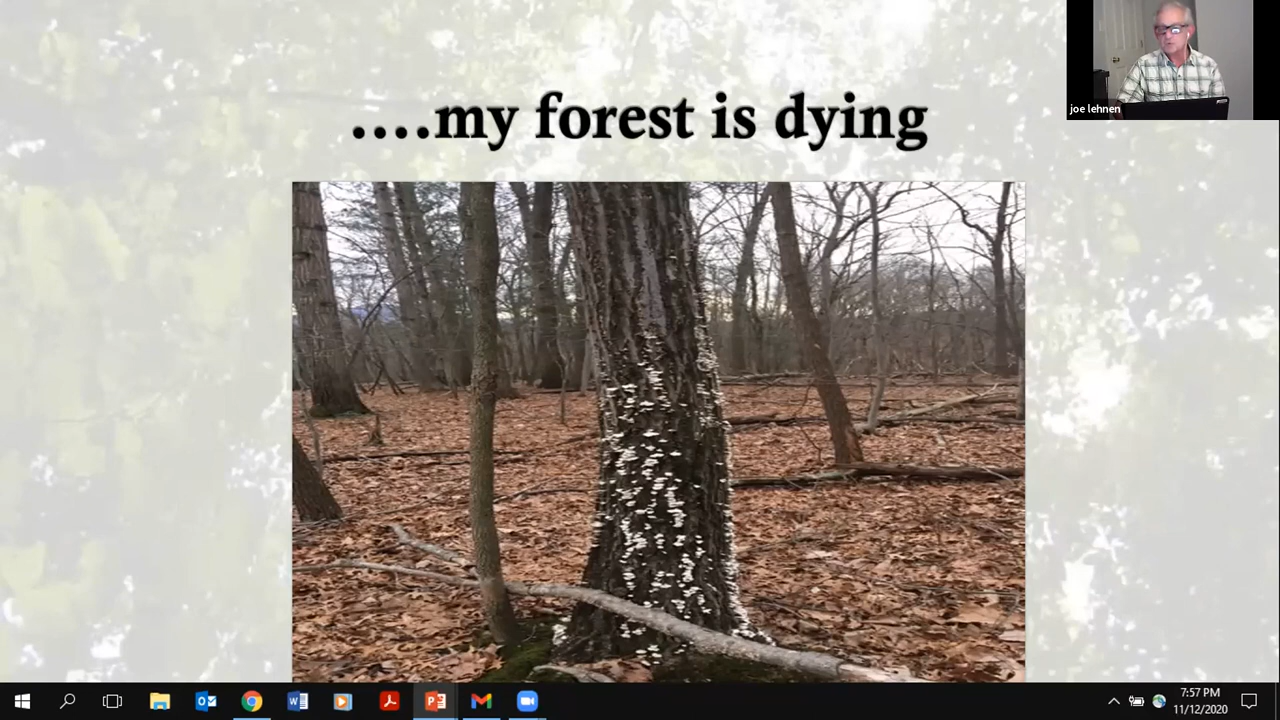 ....my forest is dying
joe lehnen
7:57 PM
11/12/2020